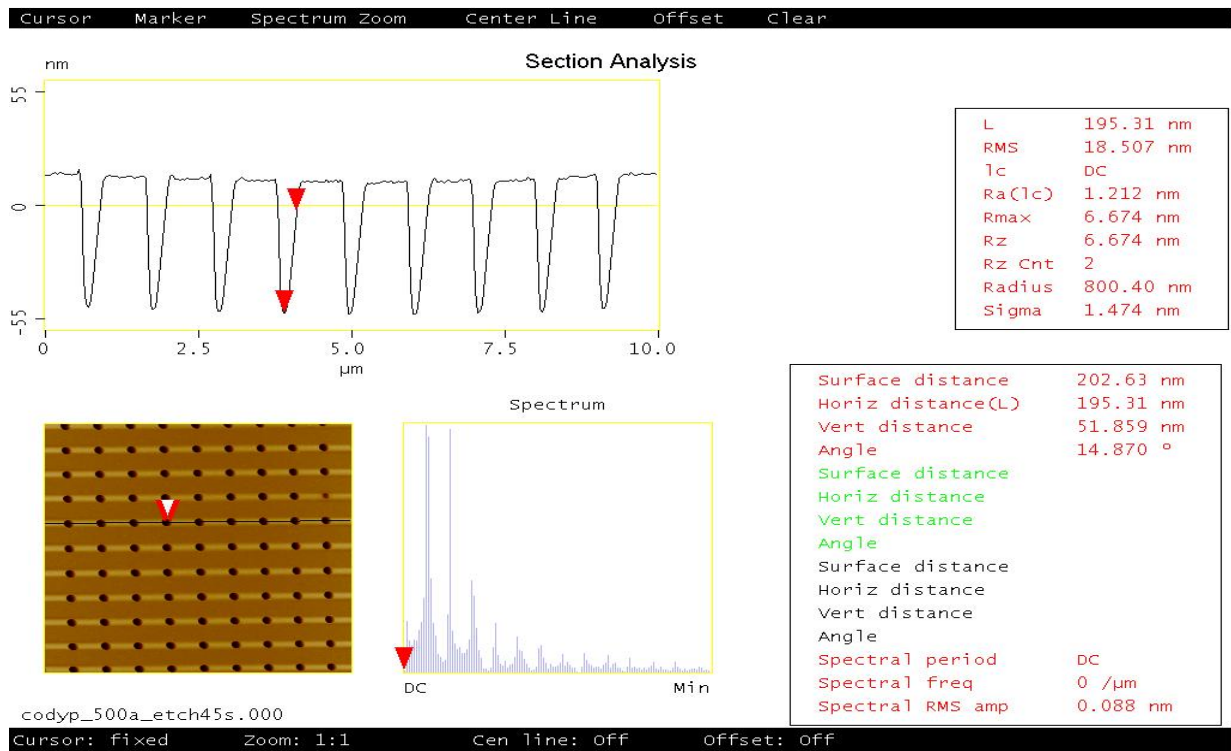 Cursor Marker Spectrum Zoom Center Line Offset Clear
nm
Section Analysis
55
0
-55
0 2.5 5.0 7.5 10.0
µm
L 195.31 nm
RMS 18.507 nm
lc DC
Ra(lc) 1.212 nm
Rmax 6.674 nm
Rz 6.674 nm
Rz Cnt 2
Radius 800.40 nm
Sigma 1.474 nm
Surface distance 202.63 nm
Horiz distance(L) 195.31 nm
Vert distance 51.859 nm
Angle 14.870 °
Surface distance
Horiz distance
Vert distance
Angle
Surface distance
Horiz distance
Vert distance
Angle
Spectral period DC
Spectral freq 0 /µm
Spectral RMS amp 0.088 nm
Spectrum
DC Min
codyp_500a_etch45s.000
Cursor: fixed Zoom: 1:1 Cen line: Off Offset: Off